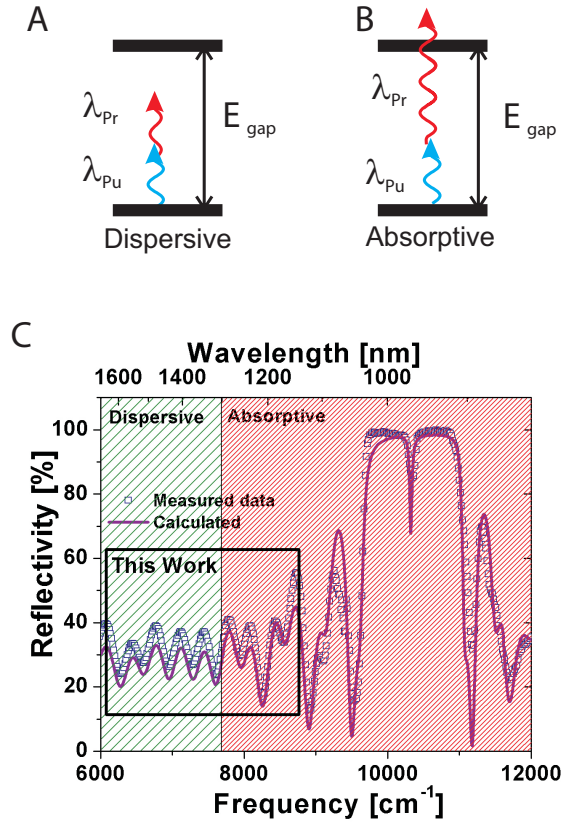 A
B
λPr
λPu
E gap
Dispersive
λPr
λPu
E gap
Absorptive
C
Wavelength [nm]
1600 1400 1200 1000
Dispersive Absorptive
Measured data
Calculated
This Work
Reflectivity [%]
100
80
60
40
20
0
6000 8000 10000 12000
Frequency [cm-1]